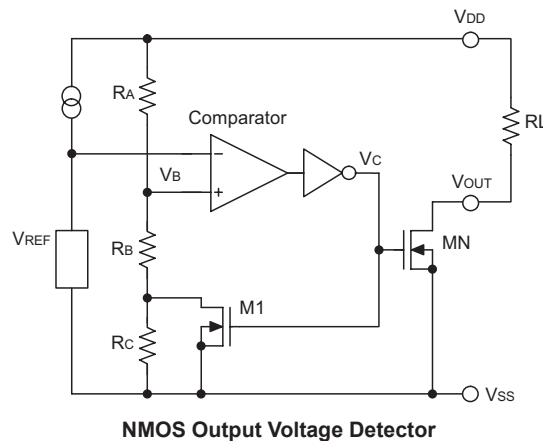 VDD
RA
Comparator
RL
−
VC
VB
+
VOUT
VREF
RB
MN
M1
RC
VSS
NMOS Output Voltage Detector